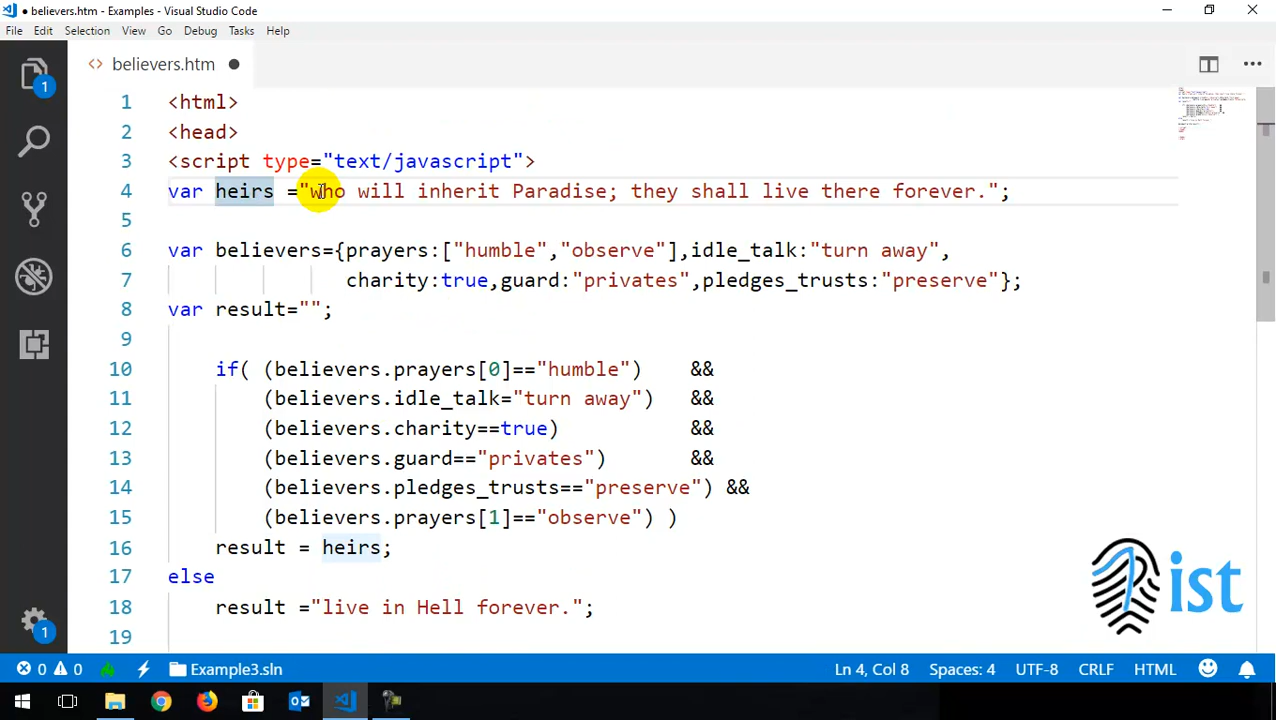 believers.htm - Examples - Visual Studio Code
File Edit Selection View Go Debug Tasks Help
believers.htm
1 <html>
2 <head>
3 <script type="text/javascript">
4 var heirs ="who will inherit Paradise; they shall live there forever.";
5
6 var believers={prayers:["humble","observe"],idle_talk:"turn away",
7 charity:true,guard:"privates",pledges_trusts:"preserve"};
8 var result="";
9
10 if( (believers.prayers[0]=="humble") &&
11 (believers.idle_talk="turn away") &&
12 (believers.charity==true) &&
13 (believers.guard=="privates") &&
14 (believers.pledges_trusts=="preserve") &&
15 (believers.prayers[1]=="observe") )
16 result = heirs;
17 else
18 result ="live in Hell forever.";
19
1
1
ist
0 0 Example3.sln Ln 4, Col 8 Spaces: 4 UTF-8 CRLF HTML